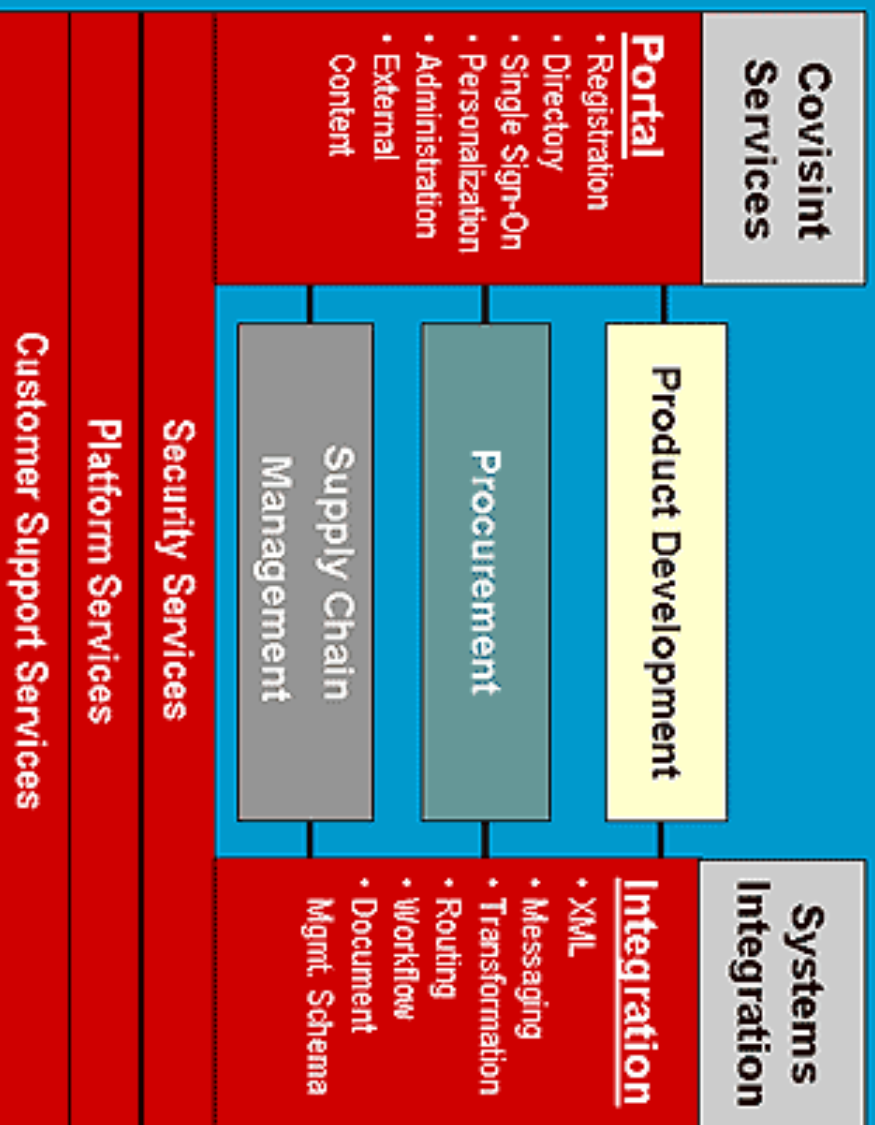 Covisint
Services
Portal
• Registration
• Directory
• Single Sign-On
• Personalization
• Administration
• External
Content
Product Development
Procurement
Supply Chain
Management
Systems
Integration
Integration
• XML
• Messaging
• Transformation
• Routing
• Workflow
• Document
Mgmt. Schema
Security Services
Platform Services
Customer Support Services